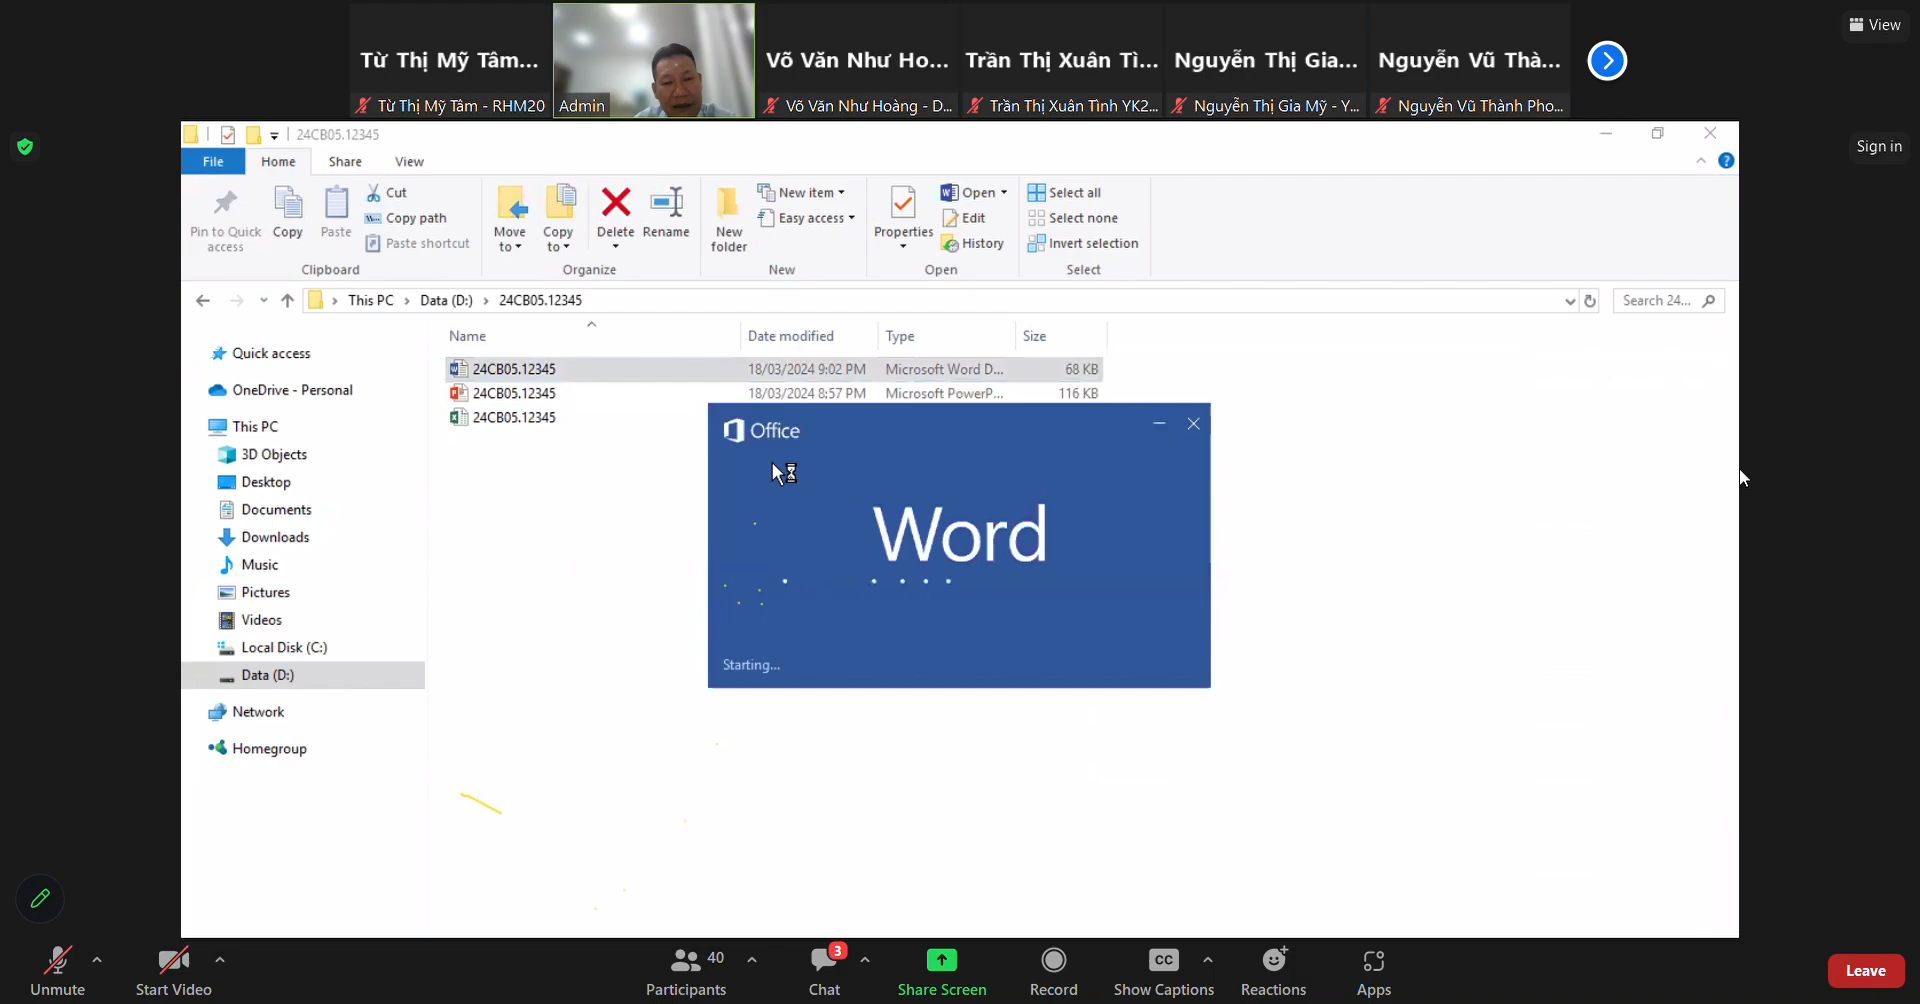 View
Từ Thị Mỹ Tâm...
Võ Văn Như Ho...
Trần Thị Xuân Tì...
Nguyễn Thị Gia...
Nguyễn Vũ Thà...
Từ Thị Mỹ Tâm - RHM20
Admin
Võ Văn Như Hoàng - D...
Trần Thị Xuân Tình YK2...
Nguyễn Thị Gia Mỹ - Y...
Nguyễn Vũ Thành Pho...
Sign in
24CB05.12345
File
Home
Share
View
Pin to Quick access
Copy
Paste
Cut
Copy path
Paste shortcut
Clipboard
Move to
Copy to
Delete
Rename
Organize
New folder
New item
Easy access
New
Properties
Open
Edit
History
Open
Select all
Select none
Invert selection
Select
This PC
Data (D:)
24CB05.12345
Search 24...
Name
Date modified
Type
Size
24CB05.12345 18/03/2024 9:02 PM Microsoft Word D... 68 KB
24CB05.12345 18/03/2024 8:57 PM Microsoft PowerP... 116 KB
24CB05.12345
Quick access
OneDrive - Personal
This PC
3D Objects
Desktop
Documents
Downloads
Music
Pictures
Videos
Local Disk (C:)
Data (D:)
Network
Homegroup
Office
Word
Starting...
Unmute
Start Video
40
Participants
3
Chat
Share Screen
Record
CC
Show Captions
Reactions
Apps
Leave